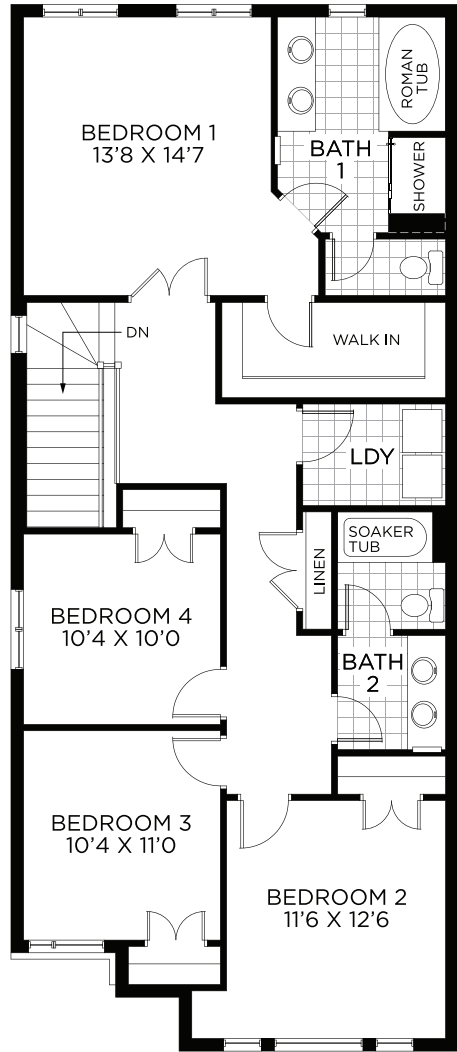 BEDROOM 1
13'8 X 14'7
BATH
1
ROMAN
TUB
SHOWER
DN
WALK IN
LDY
SOAKER
TUB
LINEN
BEDROOM 4
10'4 X 10'0
BATH
2
BEDROOM 3
10'4 X 11'0
BEDROOM 2
11'6 X 12'6